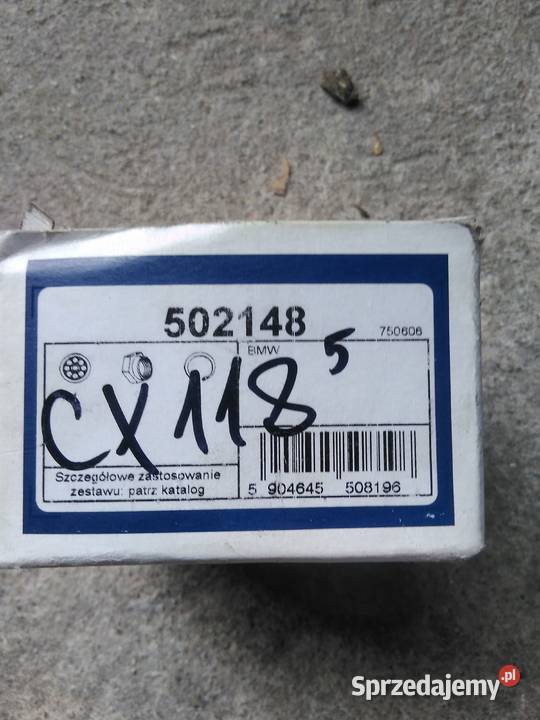 502148
750606
BMW
CX 118 5
Szczegółowe zastosowanie
zestawu: patrz katalog
5 904645 508196
Sprzedajemy.pl